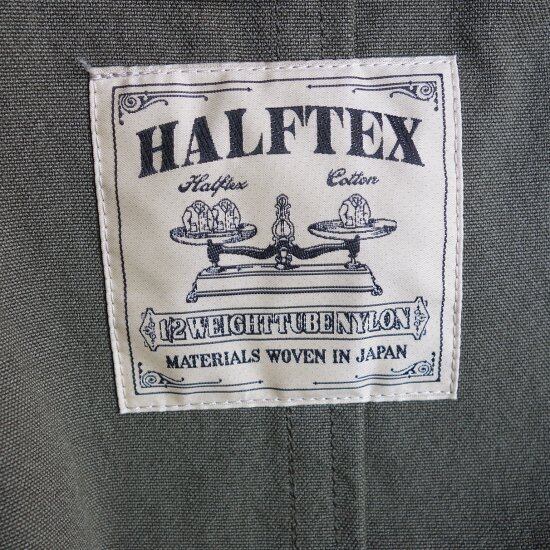 HALFTEX
Halftex Cotton
1/2 WEIGHT TUBE NYLON
MATERIALS WOVEN IN JAPAN